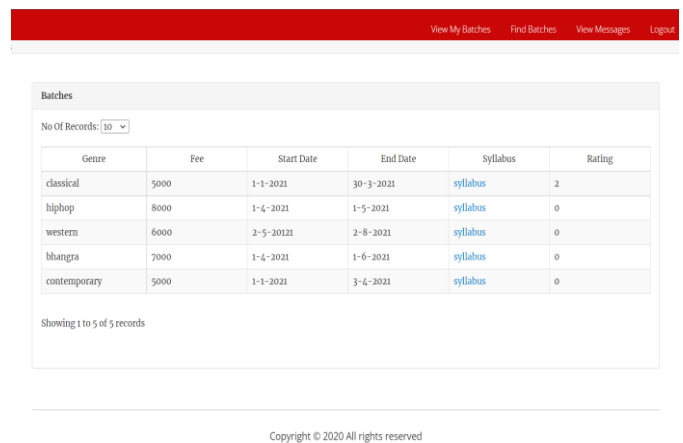 View My Batches Find Batches View Messages Logout
Batches
No Of Records: 10
Genre Fee Start Date End Date Syllabus Rating
classical 5000 1-1-2021 30-3-2021 syllabus 2
hiphop 8000 1-4-2021 1-5-2021 syllabus 0
western 6000 2-5-20121 2-8-2021 syllabus 0
bhangra 7000 1-4-2021 1-6-2021 syllabus 0
contemporary 5000 1-1-2021 3-4-2021 syllabus 0
Showing 1 to 5 of 5 records
Copyright © 2020 All rights reserved